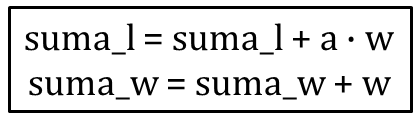 suma_l = suma_l + a · w
suma_w = suma_w + w